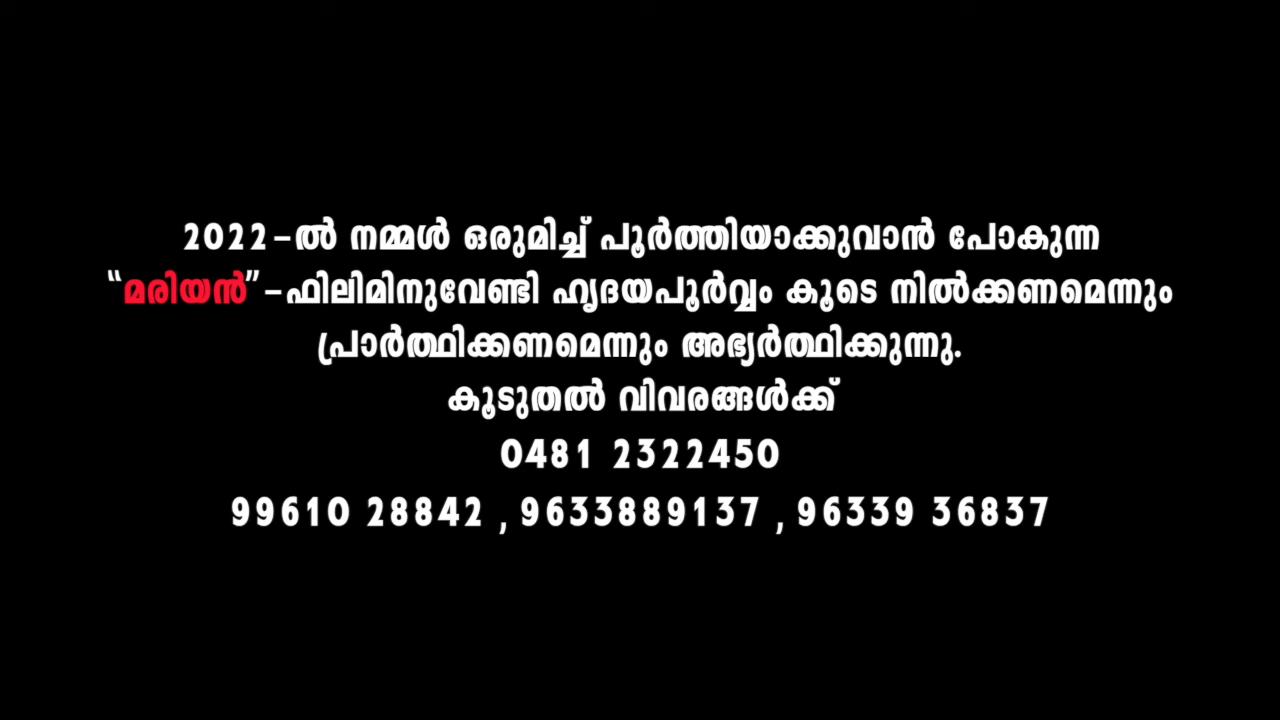 2022-ൽ നമ്മൾ ഒരുമിച്ച് പൂർത്തിയാക്കുവാൻ പോകുന്ന
“മരിയൻ”-ഫിലിമിനുവേണ്ടി ഹൃദയപൂർവ്വം കൂടെ നിൽക്കണമെന്നും
പ്രാർത്ഥിക്കണമെന്നും അഭ്യർത്ഥിക്കുന്നു.
കൂടുതൽ വിവരങ്ങൾക്ക്
0481 2322450
99610 28842 , 9633889137 , 96339 36837